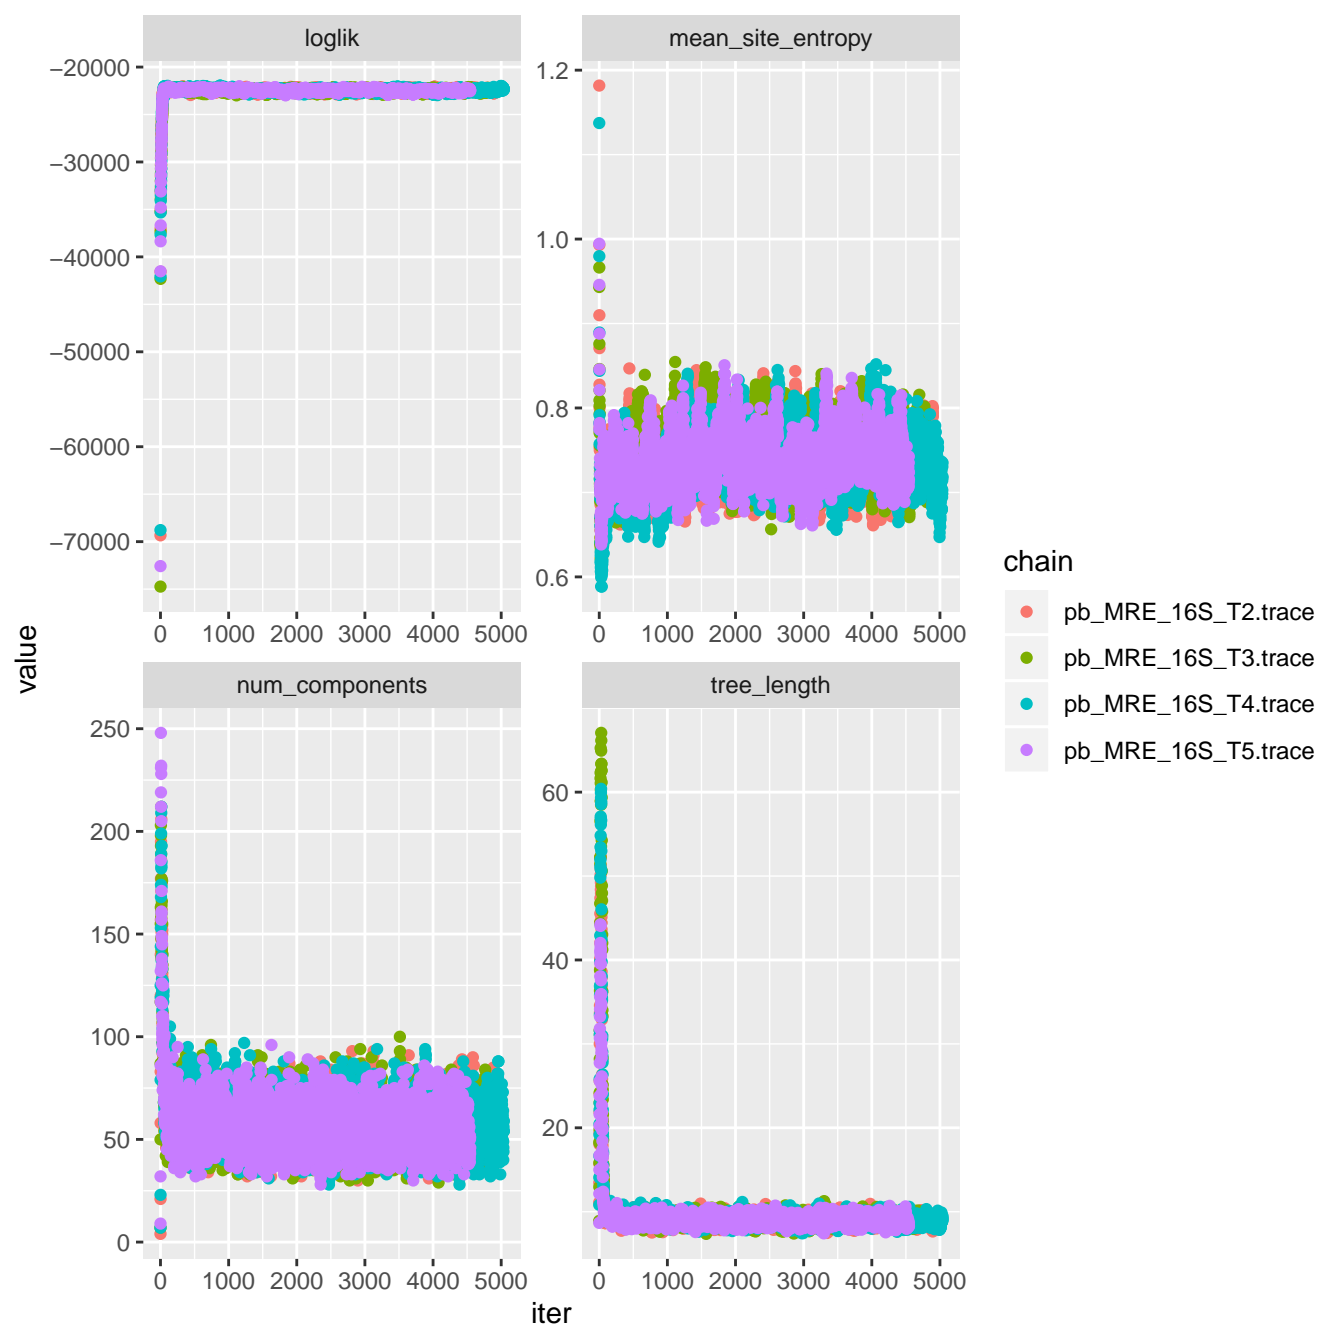 loglik
mean_site_entropy
−20000
−30000
−40000
−50000
−60000
−70000
0 1000 2000 3000 4000 5000
1.2
1.0
0.8
0.6
0 1000 2000 3000 4000 5000
num_components
tree_length
250
200
150
100
50
0
0 1000 2000 3000 4000 5000
60
40
20
0 1000 2000 3000 4000 5000
value
iter
chain
pb_MRE_16S_T2.trace
pb_MRE_16S_T3.trace
pb_MRE_16S_T4.trace
pb_MRE_16S_T5.trace